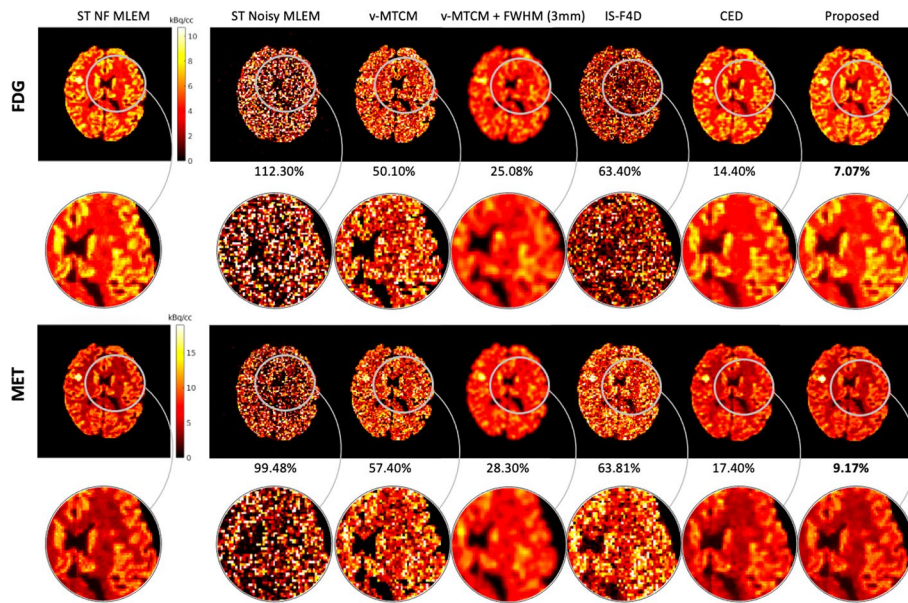 ST NF MLEM ST Noisy MLEM v-MTCM v-MTCM + FWHM (3mm) IS-F4D CED Proposed
kBq/cc
FDG
10
8
6
4
2
0
112.30% 50.10% 25.08% 63.40% 14.40% 7.07%
kBq/cc
MET
15
10
5
0
99.48% 57.40% 28.30% 63.81% 17.40% 9.17%